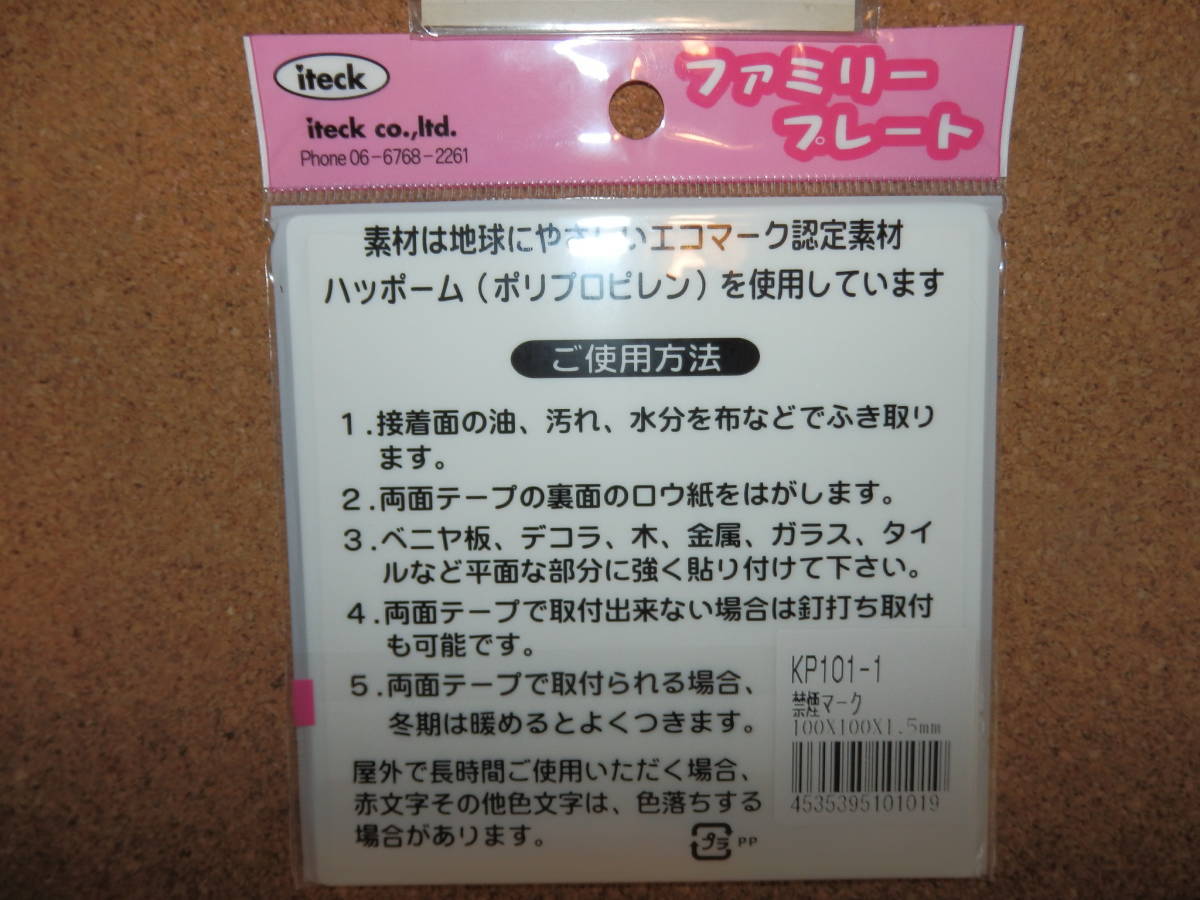 iteck
iteck co.,ltd.
Phone 06-6768-2261
ファミリー
プレート
素材は地球にやさしいエコマーク認定素材
ハッポーム(ポリプロピレン)を使用しています
ご使用方法
1.接着面の油、汚れ、水分を布などでふき取り
ます。
2.両面テープの裏面のロウ紙をはがします。
3.ベニヤ板、デコラ、木、金属、ガラス、タイ
ルなど平面な部分に強く貼り付けて下さい。
4.両面テープで取付出来ない場合は釘打ち取付
も可能です。
5.両面テープで取付られる場合、
冬期は暖めるとよくつきます。
屋外で長時間ご使用いただく場合、
赤文字その他色文字は、色落ちする
場合があります。
KP101-1
禁煙マーク
100X100X1.5mm
4535395101019
プラ PP